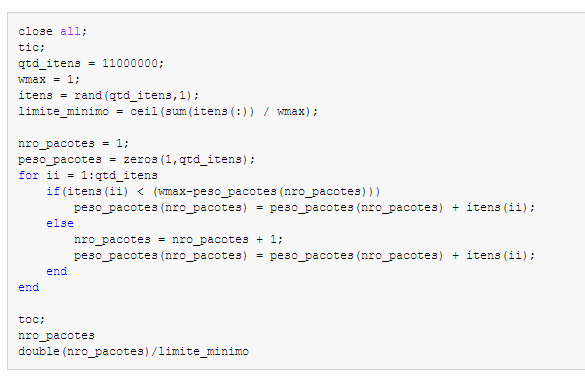 close all;
tic;
qtd_itens = 11000000;
wmax = 1;
itens = rand(qtd_itens,1);
limite_minimo = ceil(sum(itens(:)) / wmax);

nro_pacotes = 1;
peso_pacotes = zeros(1,qtd_itens);
for ii = 1:qtd_itens
    if(itens(ii) < (wmax-peso_pacotes(nro_pacotes)))
        peso_pacotes(nro_pacotes) = peso_pacotes(nro_pacotes) + itens(ii);
    else
        nro_pacotes = nro_pacotes + 1;
        peso_pacotes(nro_pacotes) = peso_pacotes(nro_pacotes) + itens(ii);
    end
end

toc;
nro_pacotes
double(nro_pacotes)/limite_minimo